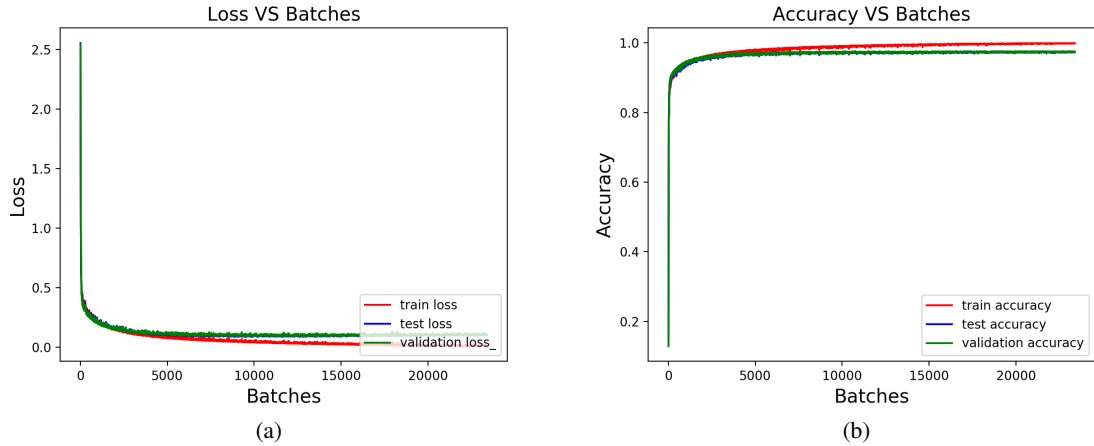 Loss VS Batches
2.5
2.0
1.5
1.0
0.5
0.0
Loss
train loss
test loss
validation loss_
0
5000
10000
15000
20000
Batches
(a)
Accuracy VS Batches
1.0
0.8
0.6
0.4
0.2
Accuracy
train accuracy
test accuracy
validation accuracy
0
5000
10000
15000
20000
Batches
(b)